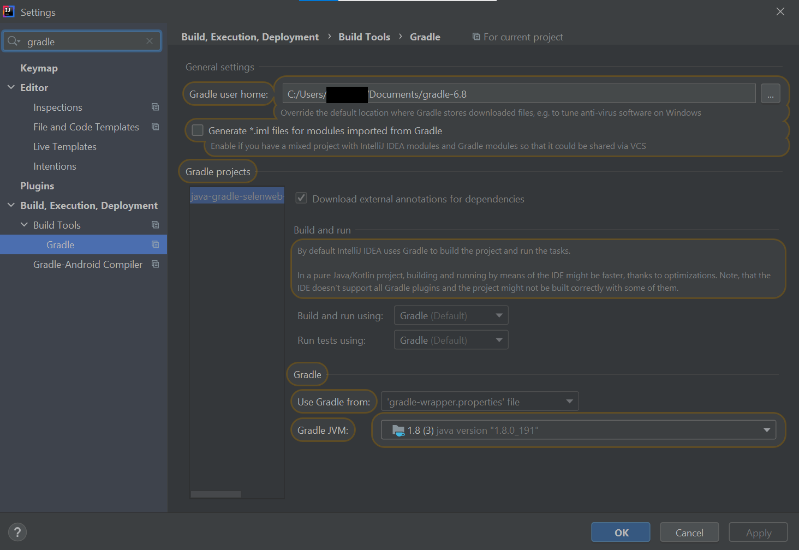 Settings
gradle
Keymap
Editor
Inspections
File and Code Templates
Live Templates
Intentions
Plugins
Build, Execution, Deployment
Build Tools
Gradle
Gradle-Android Compiler
Build, Execution, Deployment › Build Tools › Gradle For current project
General settings
Gradle user home: C:/Users/ /Documents/gradle-6.8 ...
Override the default location where Gradle stores downloaded files, e.g. to tune anti-virus software on Windows
Generate *.iml files for modules imported from Gradle
Enable if you have a mixed project with IntelliJ IDEA modules and Gradle modules so that it could be shared via VCS
Gradle projects
java-gradle-selenweb
Download external annotations for dependencies
Build and run
By default IntelliJ IDEA uses Gradle to build the project and run the tasks.
In a pure Java/Kotlin project, building and running by means of the IDE might be faster, thanks to optimizations. Note, that the
IDE doesn't support all Gradle plugins and the project might not be built correctly with some of them.
Build and run using: Gradle (Default)
Run tests using: Gradle (Default)
Gradle
Use Gradle from: 'gradle-wrapper.properties' file
Gradle JVM: 1.8 (3) java version "1.8.0_191"
? OK Cancel Apply